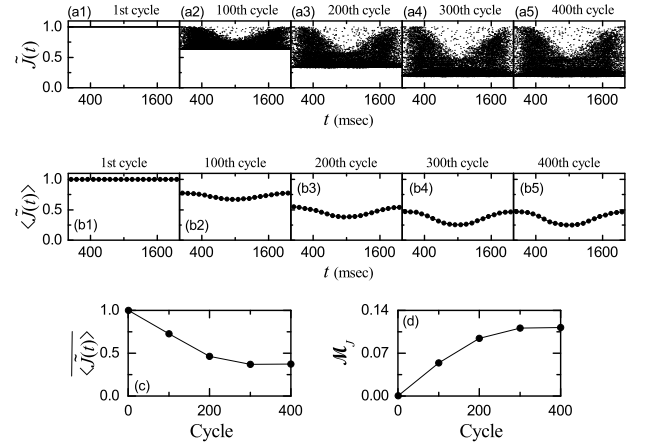 (a1) 1st cycle (a2) 100th cycle (a3) 200th cycle (a4) 300th cycle (a5) 400th cycle
1.0
0.5
0.0
J̃(t)
400 1600 400 1600 400 1600 400 1600 400 1600
t (msec)
1st cycle 100th cycle 200th cycle 300th cycle 400th cycle
1.0
0.5
0.0
⟨J̃(t)⟩
(b1) (b2) (b3) (b4) (b5)
400 1600 400 1600 400 1600 400 1600 400 1600
t (msec)
1.0
0.5
0.0
⟨J̃(t)⟩
(c)
0 200 400
Cycle
0.14
0.07
0.00
ℳJ
(d)
0 200 400
Cycle